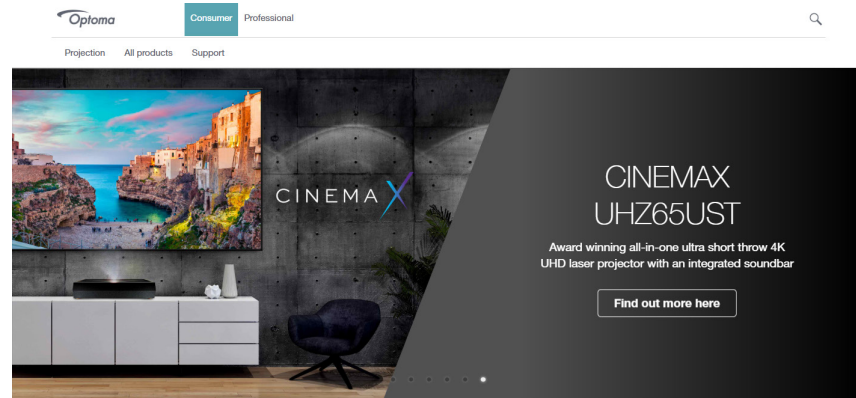 Optoma
Consumer Professional
Projection All products Support
CINEMAX
CINEMAX
UHZ65UST
Award winning all-in-one ultra short throw 4K
UHD laser projector with an integrated soundbar
Find out more here